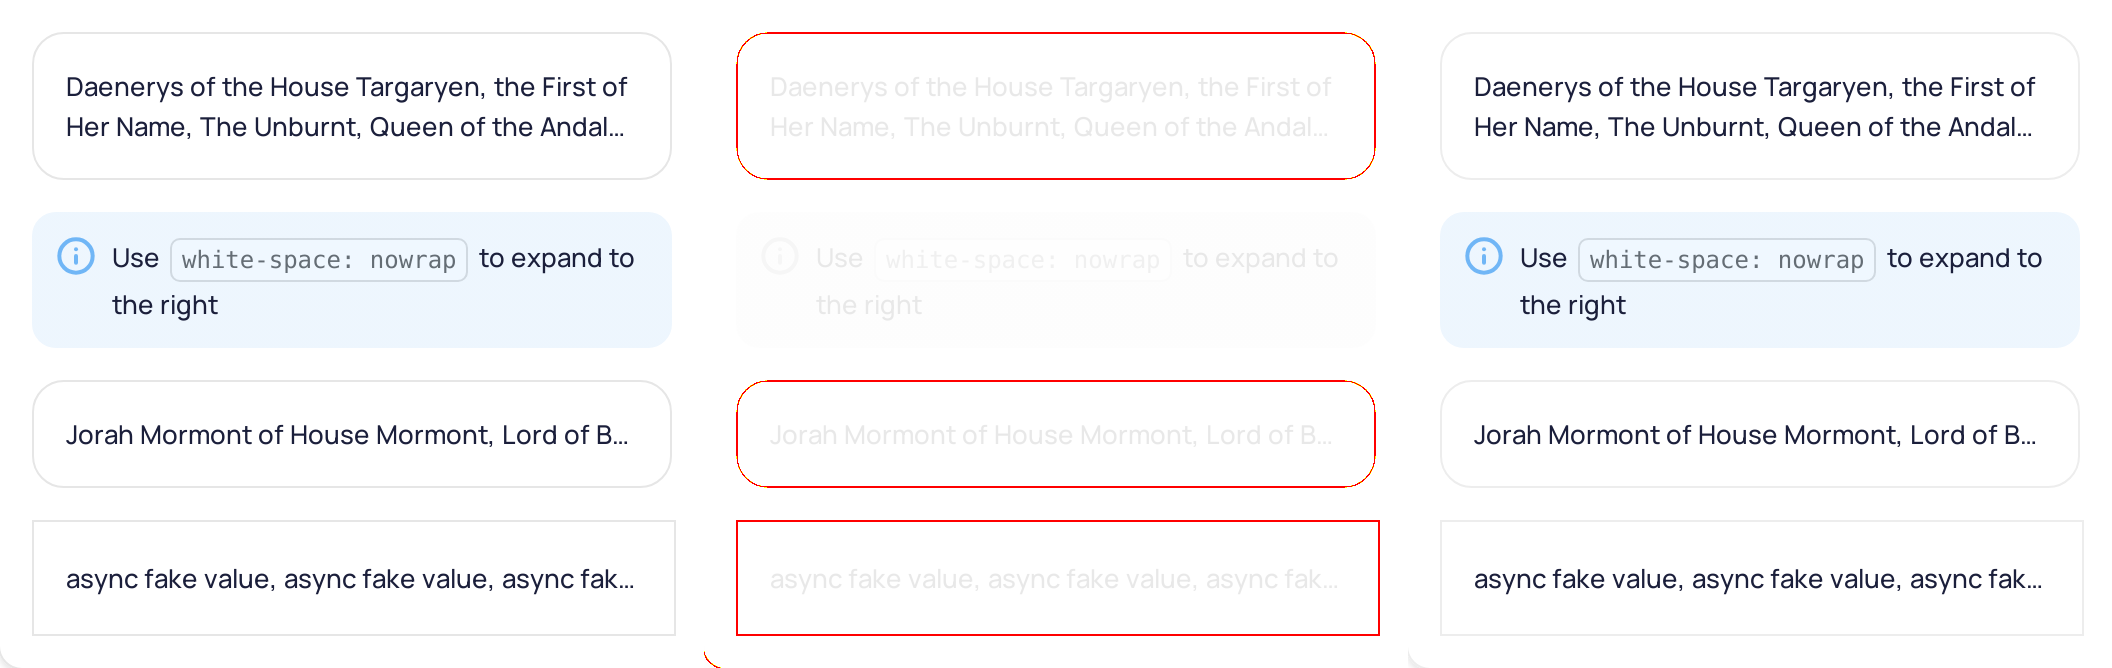 Daenerys of the House Targaryen, the First of
Her Name, The Unburnt, Queen of the Andal...
Use white-space: nowrap to expand to
the right
Jorah Mormont of House Mormont, Lord of B...
async fake value, async fake value, async fak...
Daenerys of the House Targaryen, the First of
Her Name, The Unburnt, Queen of the Andal...
Use white-space: nowrap to expand to
the right
Jorah Mormont of House Mormont, Lord of B...
async fake value, async fake value, async fak...
Daenerys of the House Targaryen, the First of
Her Name, The Unburnt, Queen of the Andal...
Use white-space: nowrap to expand to
the right
Jorah Mormont of House Mormont, Lord of B...
async fake value, async fake value, async fak...